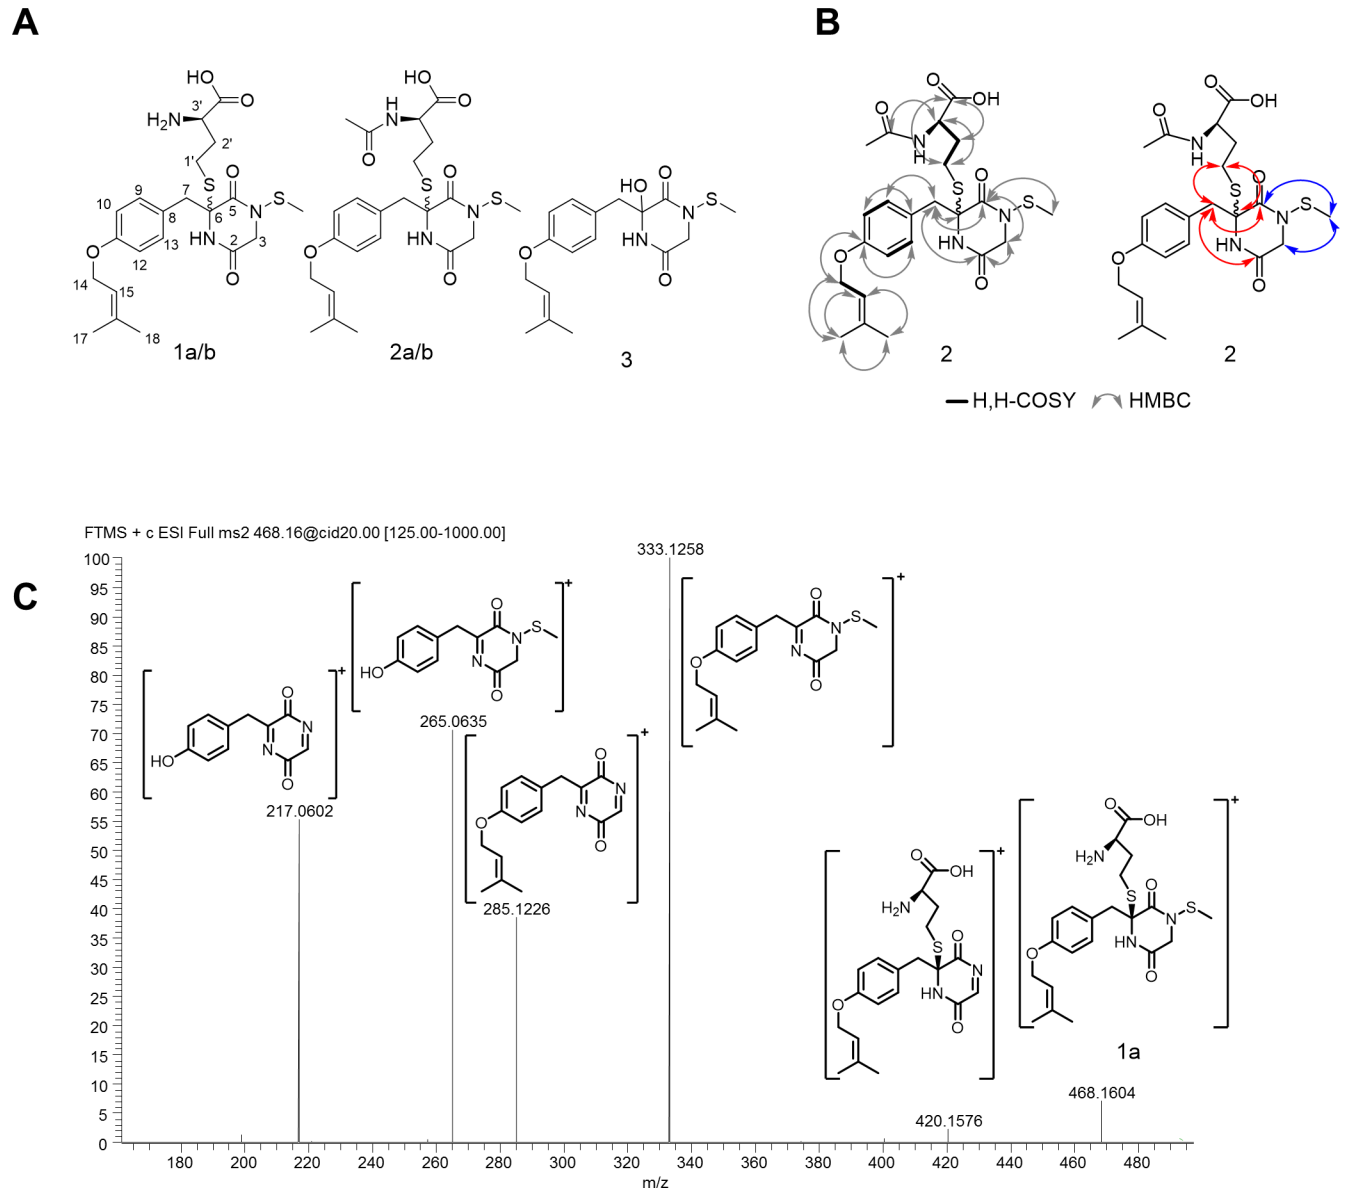 A
B
HO
3'
O
H2N
2'
1'
S
O
9
7
10
6
5
N
S
8
HN
2
3
13
12
O
O
14
15
17
18
1a/b
HO
O
H
N
O
S
O
N
S
HN
O
O
2a/b
HO
O
N
S
HN
O
O
3
O
OH
O
N
H
S
O
N
S
HN
O
O
2
O
OH
O
N
H
S
O
N
S
HN
O
O
2
H,H-COSY
HMBC
C
FTMS + c ESI Full ms2 468.16@cid20.00 [125.00-1000.00]
333.1258
265.0635
217.0602
285.1226
420.1576
468.1604
+
O
N
S
N
HO
O
+
O
N
S
N
O
O
+
O
N
N
HO
O
+
O
N
N
O
O
+
O
OH
H2N
S
O
N
HN
O
O
+
O
OH
H2N
S
O
N
S
HN
O
O
1a
100
95
90
85
80
75
70
65
60
55
50
45
40
35
30
25
20
15
10
5
0
180
200
220
240
260
280
300
320
340
360
380
400
420
440
460
480
m/z